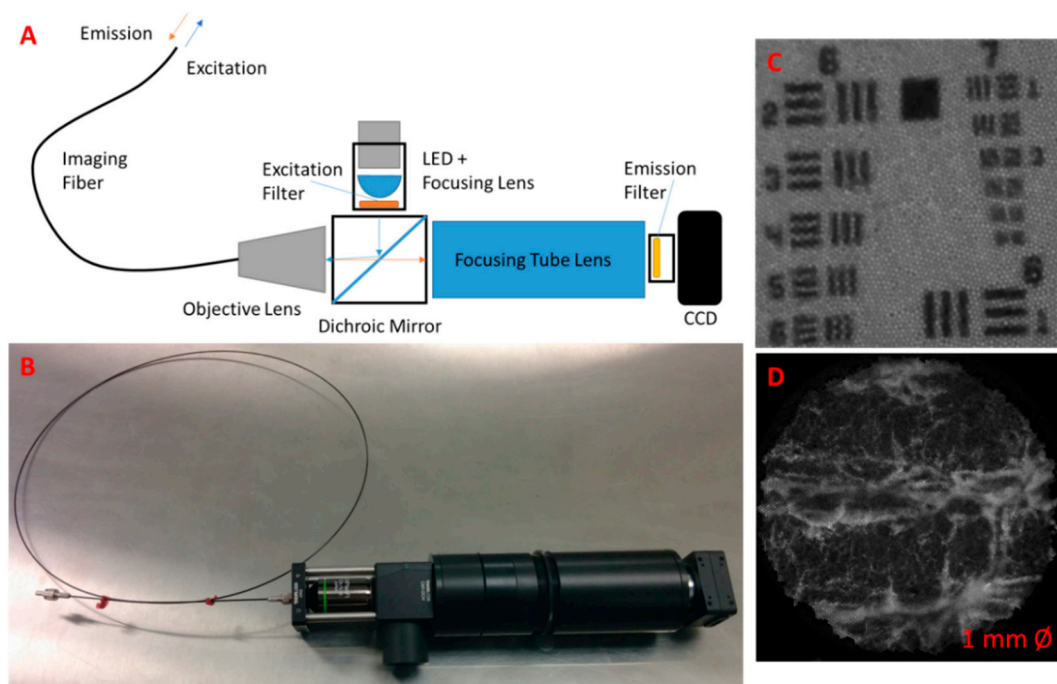 A
Emission
Excitation
Imaging
Fiber
Excitation
Filter
LED +
Focusing Lens
Emission
Filter
Focusing Tube Lens
Objective Lens
Dichroic Mirror
CCD
B
C
6
7
2
1
3
3
4
5
6
6
1
D
1 mm Ø